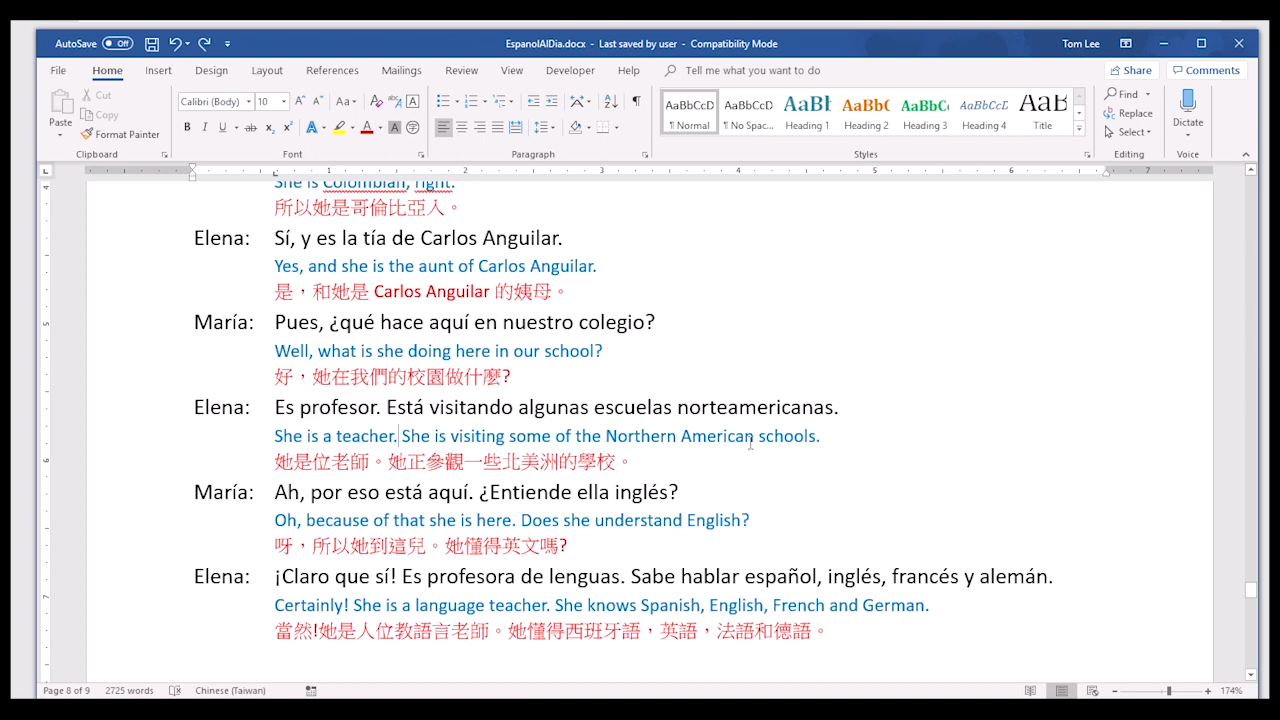 AutoSave Off EspanolAlDia.docx - Last saved by user - Compatibility Mode Tom Lee
File Home Insert Design Layout References Mailings Review View Developer Help Tell me what you want to do Share Comments
Paste Cut Copy Format Painter
Calibri (Body) 10
AaBbCcD AaBbCcD AaBbI AaBb( AaBbC AaBbCcD AaB
¶ Normal ¶ No Spac... Heading 1 Heading 2 Heading 3 Heading 4 Title
Find Replace Select
Dictate
Clipboard Font Paragraph Styles Editing Voice
1 2 3 4 5 6 7
She is Colombian, right.
所以她是哥倫比亞人。
Elena: Sí, y es la tía de Carlos Anguilar.
Yes, and she is the aunt of Carlos Anguilar.
是，和她是 Carlos Anguilar 的姨母。
María: Pues, ¿qué hace aquí en nuestro colegio?
Well, what is she doing here in our school?
好，她在我們的校園做什麼?
Elena: Es profesor. Está visitando algunas escuelas norteamericanas.
She is a teacher. She is visiting some of the Northern American schools.
她是位老師。她正參觀一些北美洲的學校。
María: Ah, por eso está aquí. ¿Entiende ella inglés?
Oh, because of that she is here. Does she understand English?
呀，所以她到這兒。她懂得英文嗎?
Elena: ¡Claro que sí! Es profesora de lenguas. Sabe hablar español, inglés, francés y alemán.
Certainly! She is a language teacher. She knows Spanish, English, French and German.
當然!她是人位教語言老師。她懂得西班牙語，英語，法語和德語。
Page 8 of 9 2725 words Chinese (Taiwan) 174%